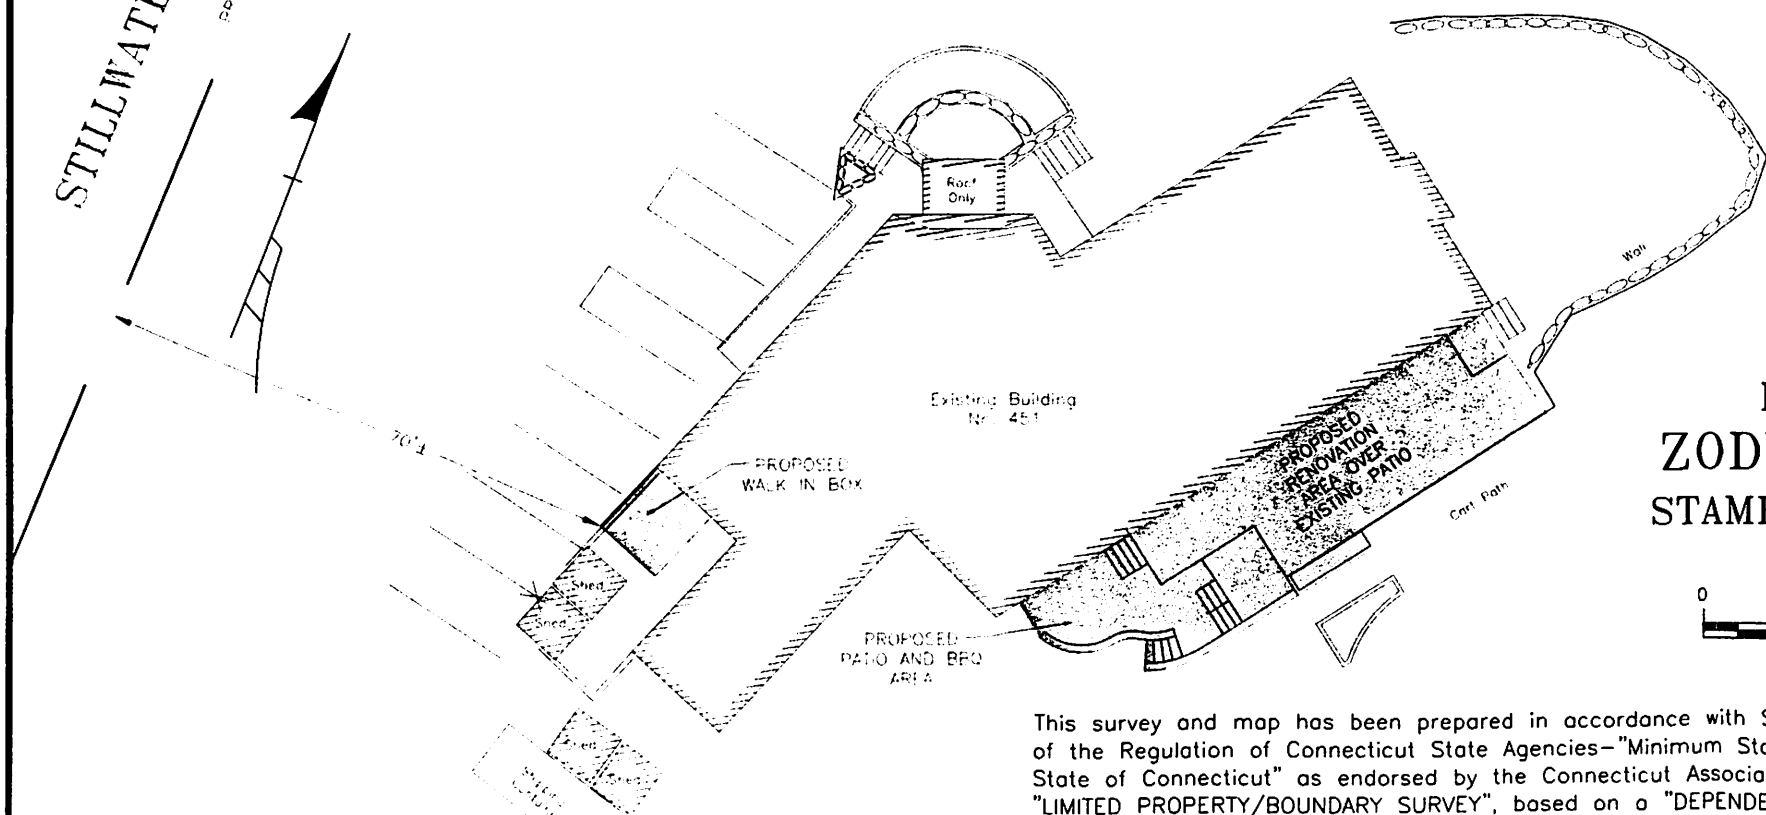 STILLWATE
Roof
Only
Wall
Existing Building
No. 451
PROPOSED
WALK IN BOX
PROPOSED
RENOVATION
AREA OVER
EXISTING PATIO
Cart Path
ZOD
STAM
0
Shed
Shed
PROPOSED
PATIO AND BBQ
AREA
Shed
Shed
This survey and map has been prepared in accordance with S
of the Regulation of Connecticut State Agencies-"Minimum Sta
State of Connecticut" as endorsed by the Connecticut Associa
"LIMITED PROPERTY/BOUNDARY SURVEY", based on a "DEPENDE